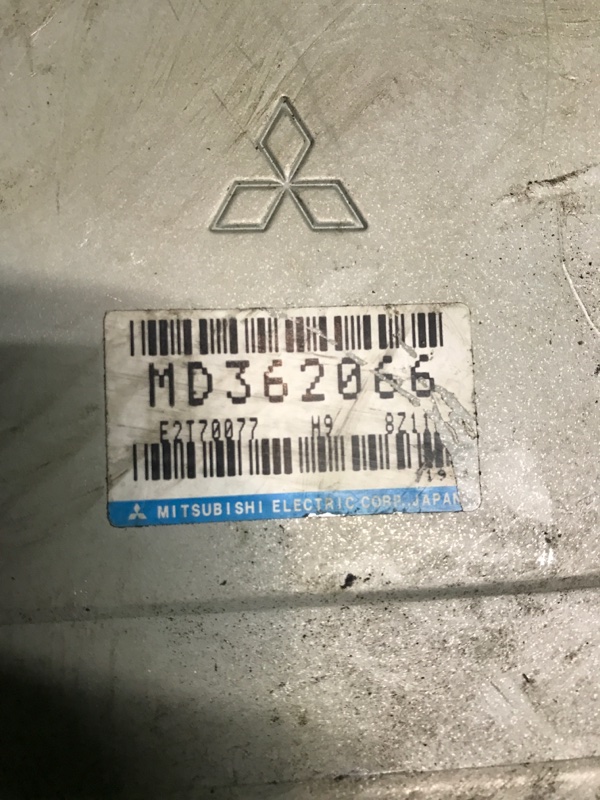 MD362066
E2T70077 H9 8Z11
MITSUBISHI ELECTRIC CORP., JAPAN